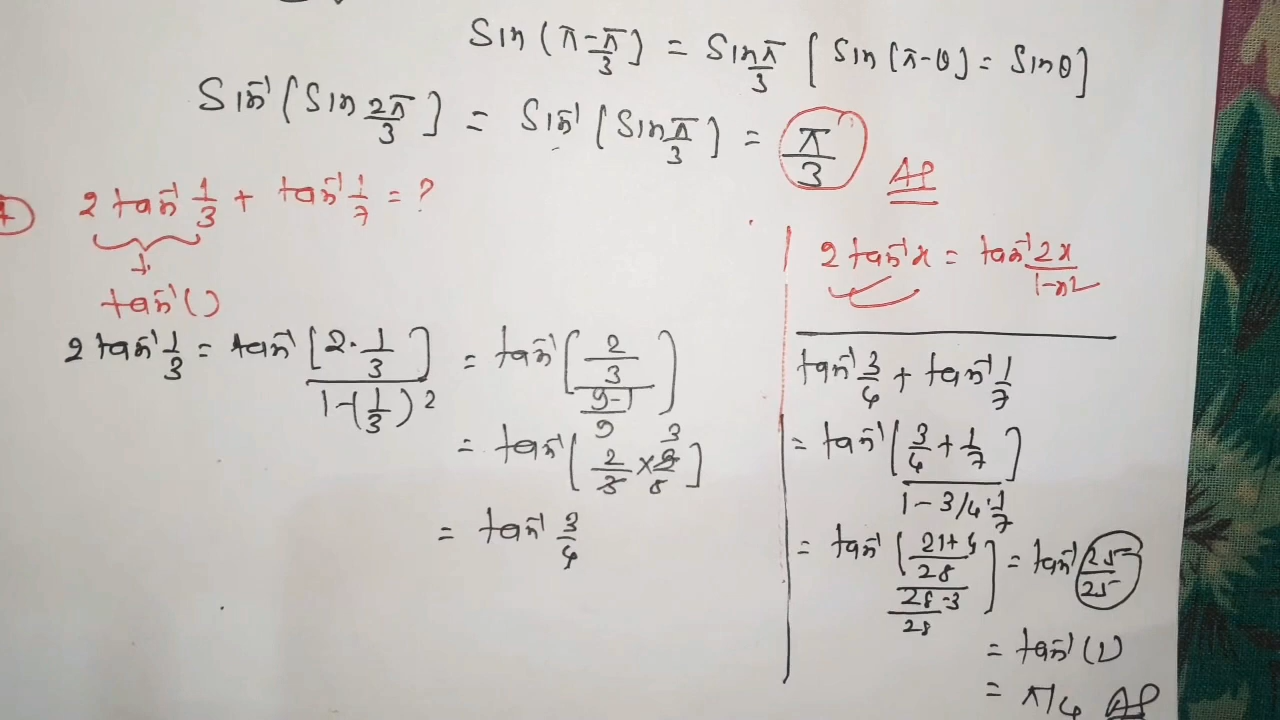 Sin (π - π/3) = Sin π/3 [Sin (π-θ) = Sinθ]
Sin⁻¹ (Sin 2π/3) = Sin⁻¹ (Sin π/3) = π/3
2 tan⁻¹ 1/3 + tan⁻¹ 1/7 = ?
tan⁻¹ ( )
2 tan⁻¹ 1/3 = tan⁻¹ [2·1/3 / 1-(1/3)²] = tan⁻¹ (2/3 / 9-1/9)
= tan⁻¹ (2/3 × 9/8) 3
= tan⁻¹ 3/4
2 tan⁻¹ x = tan⁻¹ 2x/1-x²
tan⁻¹ 3/4 + tan⁻¹ 1/7
= tan⁻¹ (3/4 + 1/7 / 1-3/4·1/7)
= tan⁻¹ (21+4/28 / 28-3/28) = tan⁻¹ 25/25
= tan⁻¹ (1)
= π/4